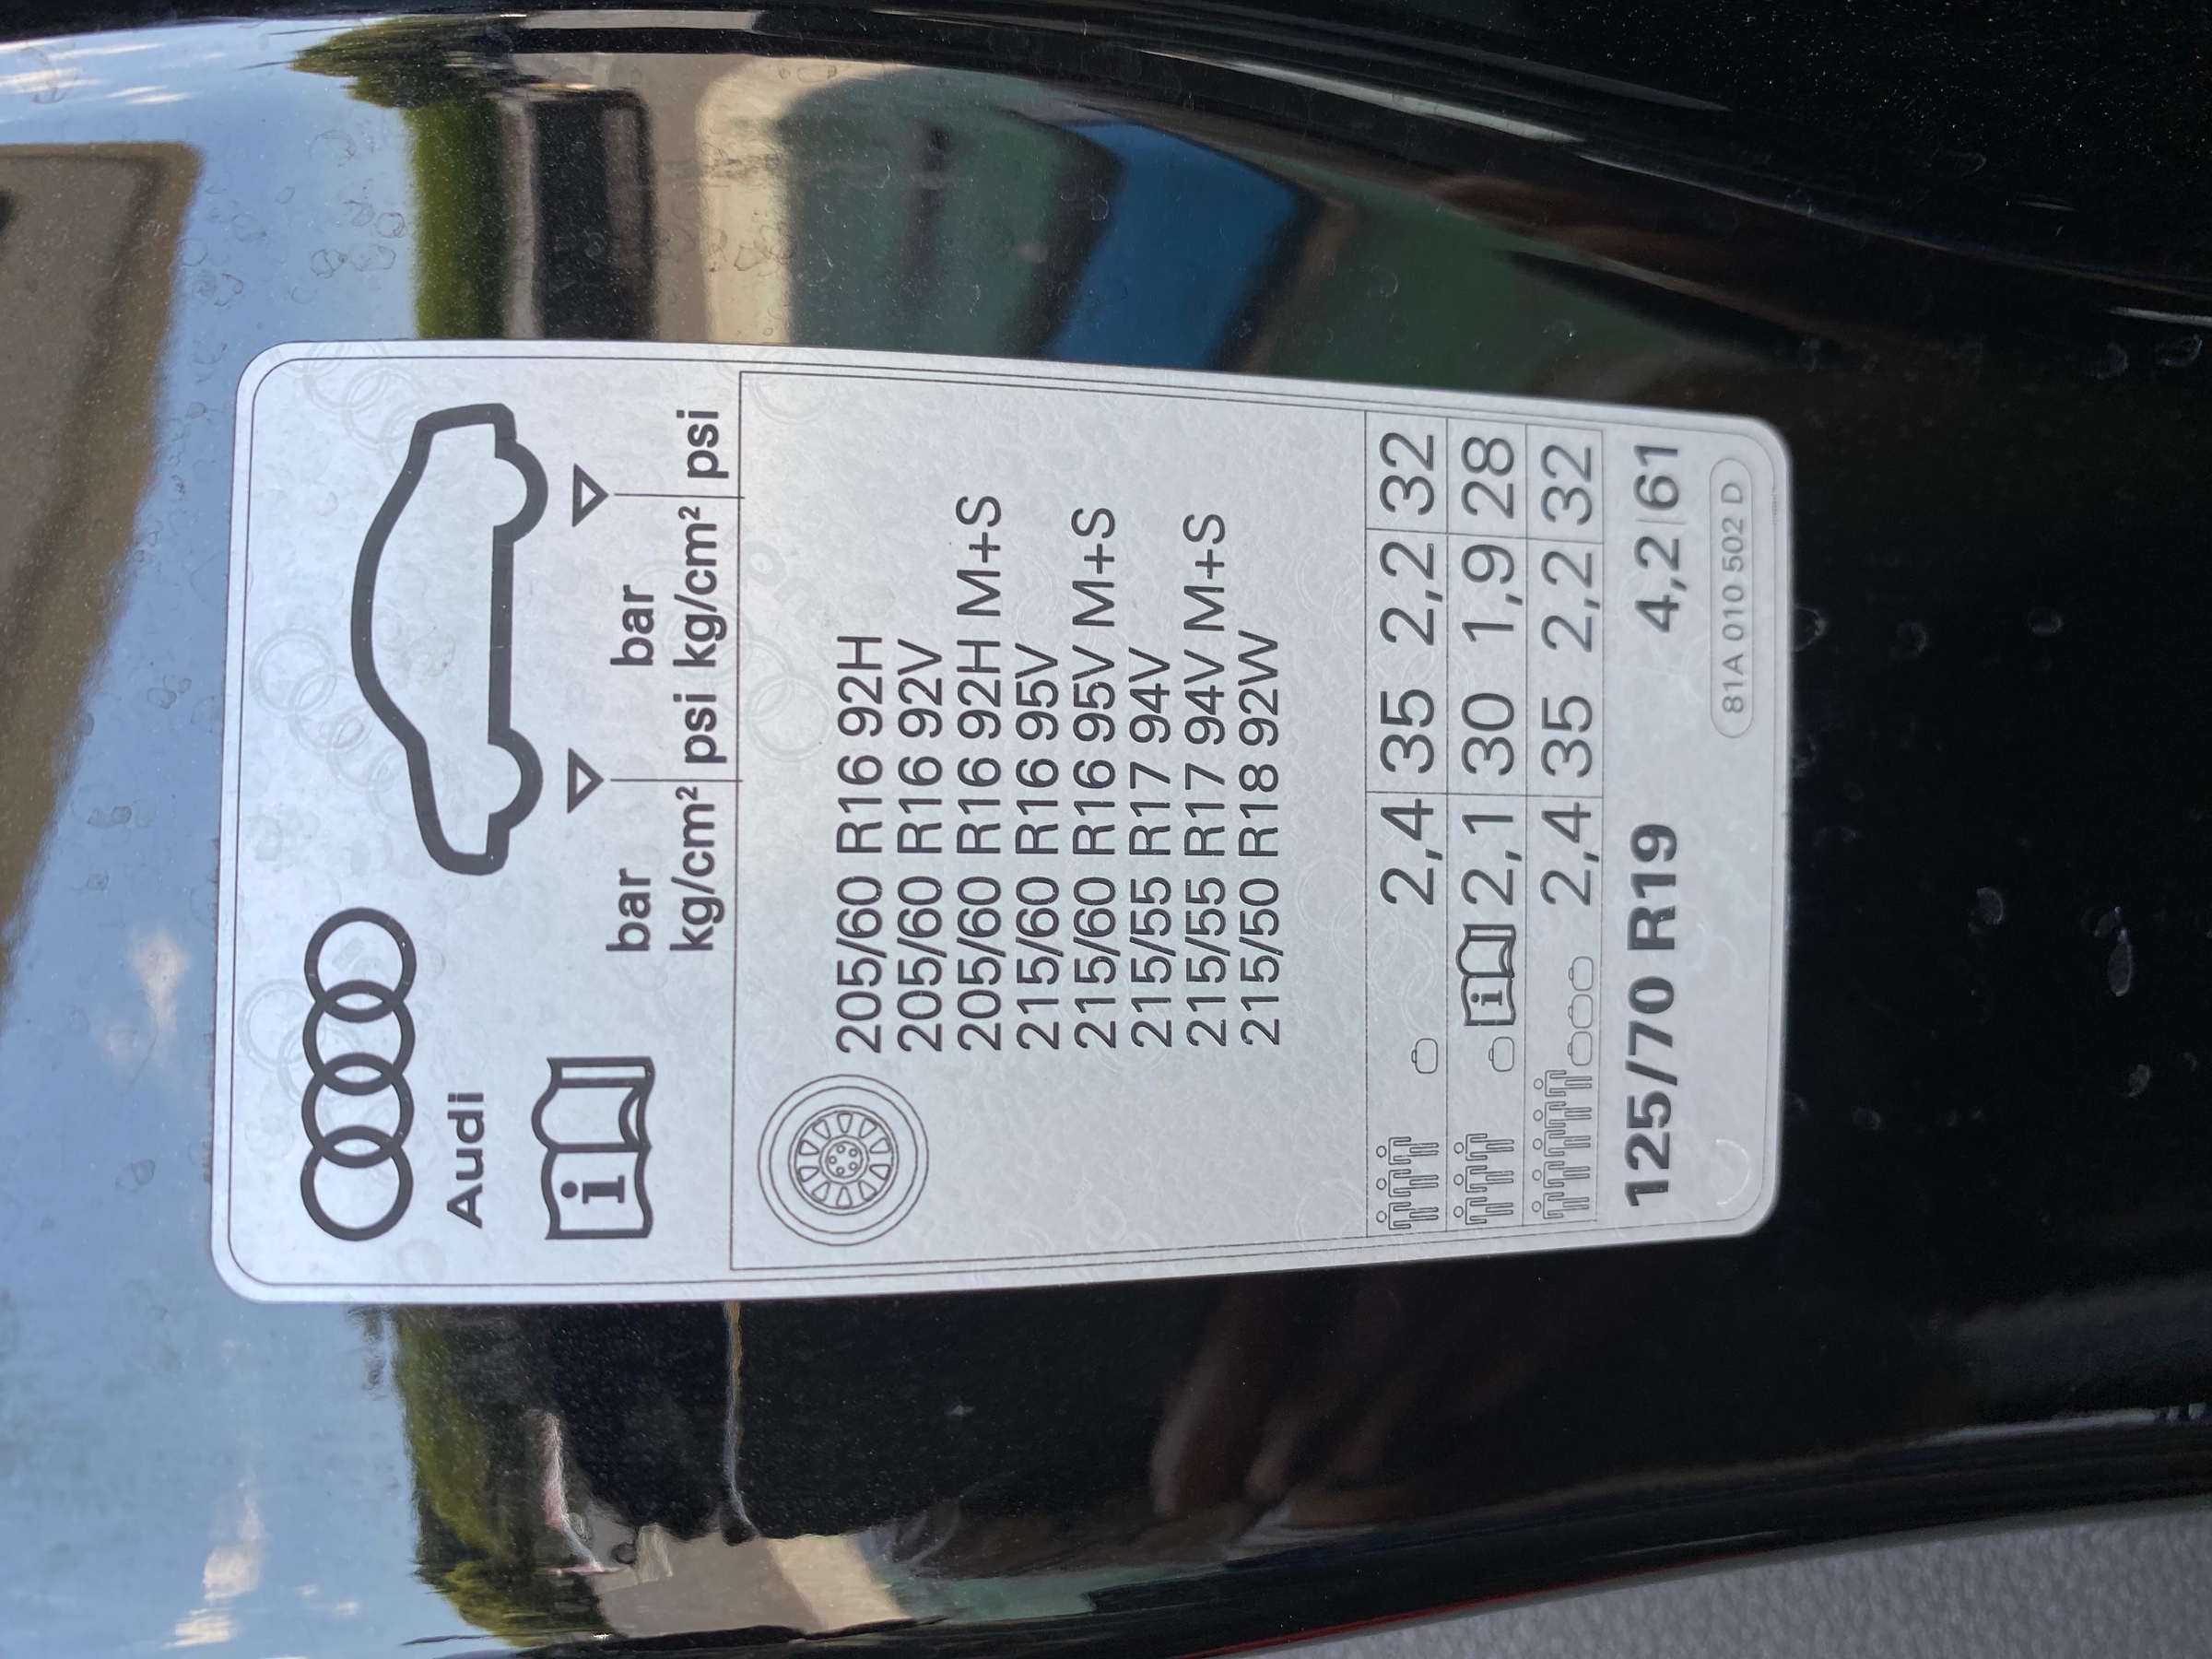 Audi
i
bar bar
kg/cm² psi kg/cm² psi
205/60 R16 92H
205/60 R16 92V
205/60 R16 92H M+S
215/60 R16 95V
215/60 R16 95V M+S
215/55 R17 94V
215/55 R17 94V M+S
215/50 R18 92W
2,4 35 2,2 32
i 2,1 30 1,9 28
2,4 35 2,2 32
125/70 R19 4,2 61
81A 010 502 D